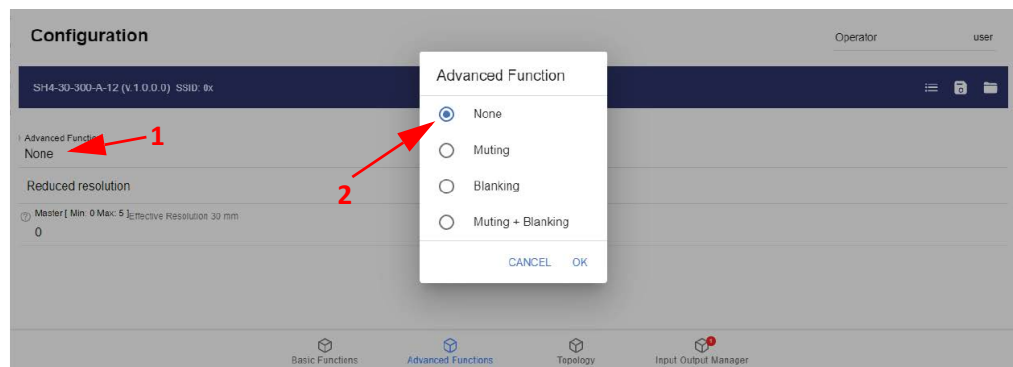 Configuration
Operator user
Advanced Function
SH4-30-300-A-12 (v.1.0.0.0) SSID: 0x
None
Advanced Function
1
None
Muting
Reduced resolution
Blanking
2
Master [ Min: 0 Max: 5 ] Effective Resolution 30 mm
0
Muting + Blanking
CANCEL OK
Basic Functions
Advanced Functions
Topology
Input Output Manager